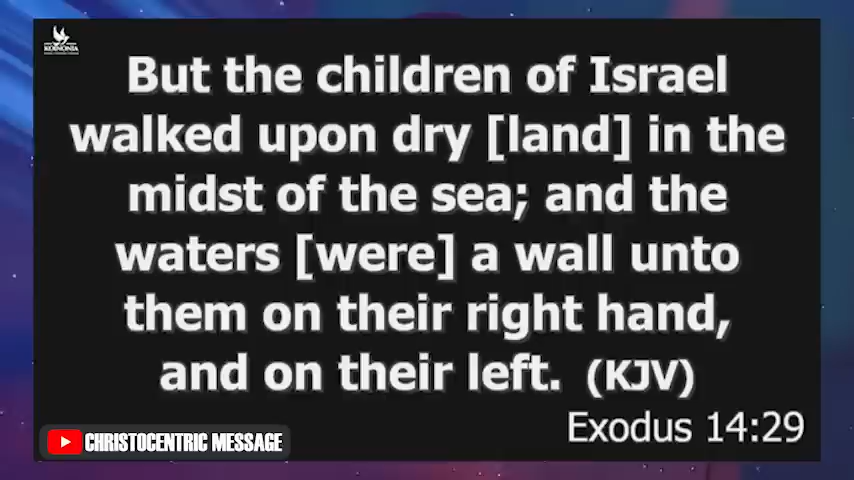 KOINONIA
But the children of Israel
walked upon dry [land] in the
midst of the sea; and the
waters [were] a wall unto
them on their right hand,
and on their left. (KJV)
Exodus 14:29
CHRISTOCENTRIC MESSAGE